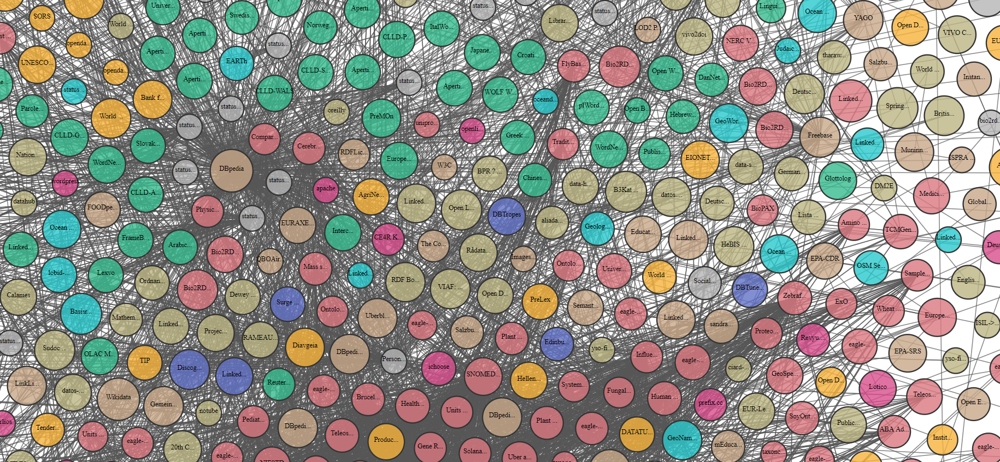 SORS
World ...
Univer...
Swedis...
Norweg...
Aperti...
status...
Librar...
status...
Lingui...
Ocean ...
YAGO
Open D...
VIVO C...
openda...
Aperti...
Aperti...
status...
CLLD-P...
ItalWo...
Japane...
Croati...
LOD2 P...
vivo2doi
NERC V...
Judaic...
tharaw...
Salzbu...
World ...
Instan...
UNESCO...
openda...
EARTh
CLLD-S...
Aperti...
FlyBas...
Bio2RD...
Open W...
DanNet...
Bio2RD...
Deutsc...
Linked...
Spring...
Britis...
bio2rd...
status...
Bank f...
Aperti...
CLLD-WALS
status...
Aperti...
WOLF W...
oceand...
plWord...
Open B...
Hebrew...
GeoWor...
Bio2RD...
Freebase
Linked...
Muninn...
ISPRA ...
Parole...
World ...
status...
status...
oreilly
PreMOn
unipro...
openli...
Greek ...
Tradit...
WordNe...
Publis...
EIONET...
data-s...
German...
Glottolog
DM2E
Medici...
Global...
CLLD-G...
Slovak...
Compar...
Cerebr...
RDFLic...
Europe...
W3C
BPR ? ...
Chines...
data-h...
B3Kat ...
datos....
Deutsc...
BioPAX
Lista ...
Amino ...
TCMGen...
Linked...
Nation...
WordNe...
DBpedia
status...
status...
apache
AgriNe...
Linked...
Open L...
DBTropes
aliada...
Geolog...
Educat...
Linked...
HeBIS ...
Ocean ...
EPA-CDR
OSM Se...
Sample...
Englis...
wordpress
CLLD-A...
datahub
FOODpe...
Physic...
status...
EURAXE...
Interc...
CE4R K...
The Co...
Rådata...
Images...
Ontolo...
Univer...
World ...
Social...
DBTune...
Zebraf...
ExO
Wheat ...
Europe...
ISIL->...
Ocean ...
FrameB...
Arabic...
Bio2RD...
QBOAir...
Mass s...
Linked...
RDF Bo...
VIAF: ...
Open D...
PreLex
Semant...
eagle-...
Linked...
sandra...
Proteo...
Revyu....
eagle-...
EPA-SRS
yso-fi...
Linked...
lobid-...
Lexvo
Ordnan...
Bio2RD...
Dewey ...
Surge ...
Ontolo...
Uberbl...
eagle-...
Salzbu...
Plant ...
Edinbu...
yso-fi...
Influe...
eagle-...
ciard-...
GeoSpe...
Open D...
Lotico
Teleos...
Open E...
Calames
Basisr...
Mathem...
Linked...
Projec...
RAMEAU...
Diavgeia
DBpedi...
Person...
ichoose
SNOMED...
Hellen...
System...
Fungal...
Human ...
prefix.cc
EUR-Le...
SoyOnt...
Public...
ABA Ad...
Instit...
eagle-...
status...
Sudoc ...
OLAC M...
TIP
Discog...
Linked...
Reuter...
eagle-...
Brucel...
Health...
Units ...
DBpedi...
Plant ...
eagle-...
DATATU...
GeoNam...
mEduca...
taxonc...
eagle-...
LinkLi...
datos-...
Wikidata
Gemein...
notube
Pediat...
DBpedi...
Teleos...
Produc...
Gene R...
Solana...
Uber a...
Tender...
Units ...
eagle-...
20th C...
eagle-...